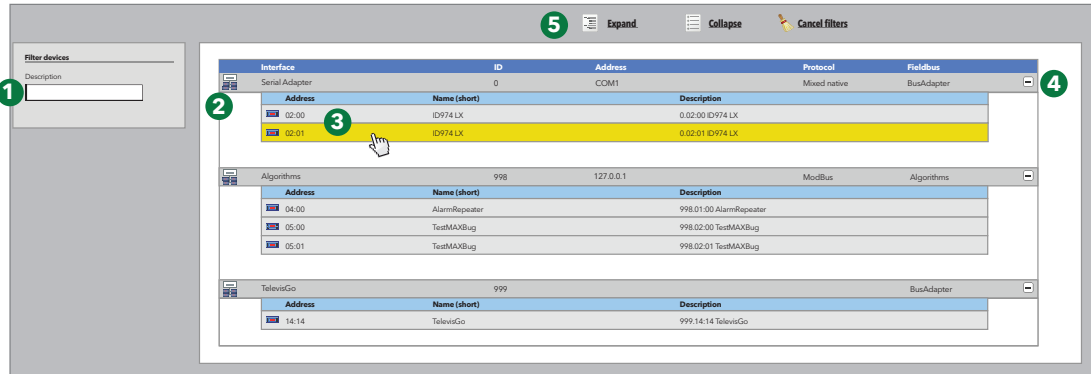 5 Expand Collapse Cancel filters
Filter devices
Description
1
Interface ID Address Protocol Fieldbus
Serial Adapter 0 COM1 Mixed native BusAdapter
4
2
Address Name (short) Description
02:00 ID974 LX 0.02:00 ID974 LX
3
02:01 ID974 LX 0.02:01 ID974 LX
Algorithms 998 127.0.0.1 ModBus Algorithms
Address Name (short) Description
04:00 AlarmRepeater 998.01:00 AlarmRepeater
05:00 TestMAXBug 998.02:00 TestMAXBug
05:01 TestMAXBug 998.02:01 TestMAXBug
TelevisGo 999 BusAdapter
Address Name (short) Description
14:14 TelevisGo 999.14:14 TelevisGo